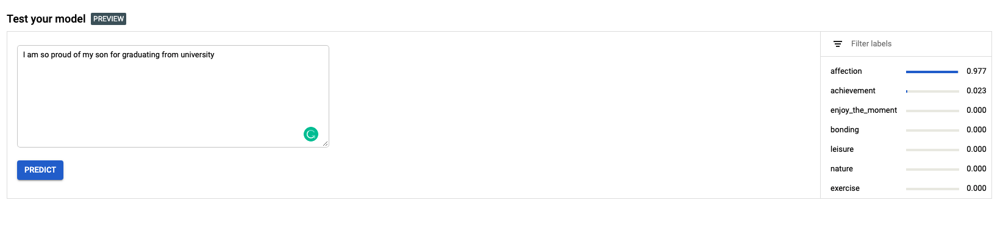 Test your model PREVIEW
I am so proud of my son for graduating from university
PREDICT
Filter labels
affection 0.977
achievement 0.023
enjoy_the_moment 0.000
bonding 0.000
leisure 0.000
nature 0.000
exercise 0.000